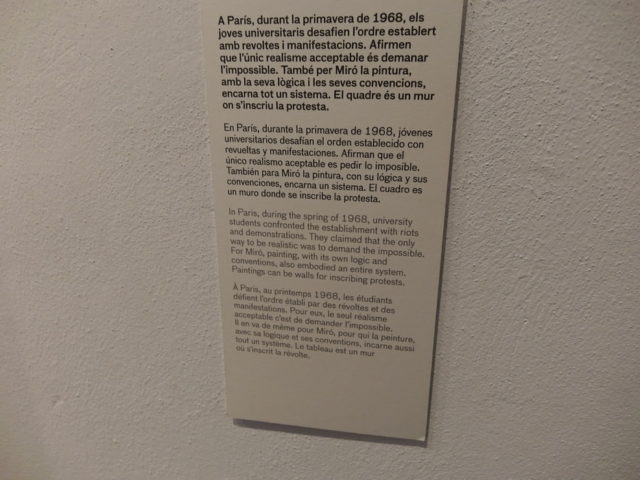 A París, durant la primavera de 1968, els
joves universitaris desafien l'ordre establert
amb revoltes i manifestacions. Afirmen
que l'únic realisme acceptable és demanar
l'impossible. També per Miró la pintura,
amb la seva lògica i les seves convencions,
encarna tot un sistema. El quadre és un mur
on s'inscriu la protesta.
En París, durante la primavera de 1968, jóvenes
universitarios desafían el orden establecido con
revueltas y manifestaciones. Afirman que el
único realismo aceptable es pedir lo imposible.
También para Miró la pintura, con su lógica y sus
convenciones, encarna un sistema. El cuadro es
un muro donde se inscribe la protesta.
In Paris, during the spring of 1968, university
students confronted the establishment with riots
and demonstrations. They claimed that the only
way to be realistic was to demand the impossible.
For Miró, painting, with its own logic and
conventions, also embodied an entire system.
Paintings can be walls for inscribing protests.
À Paris, au printemps 1968, les étudiants
défient l'ordre établi par des révoltes et des
manifestations. Pour eux, le seul réalisme
acceptable c'est de demander l'impossible.
Il en va de même pour Miró, pour qui la peinture,
avec sa logique et ses conventions, incarne aussi
tout un système. Le tableau est un mur
où s'inscrit la révolte.